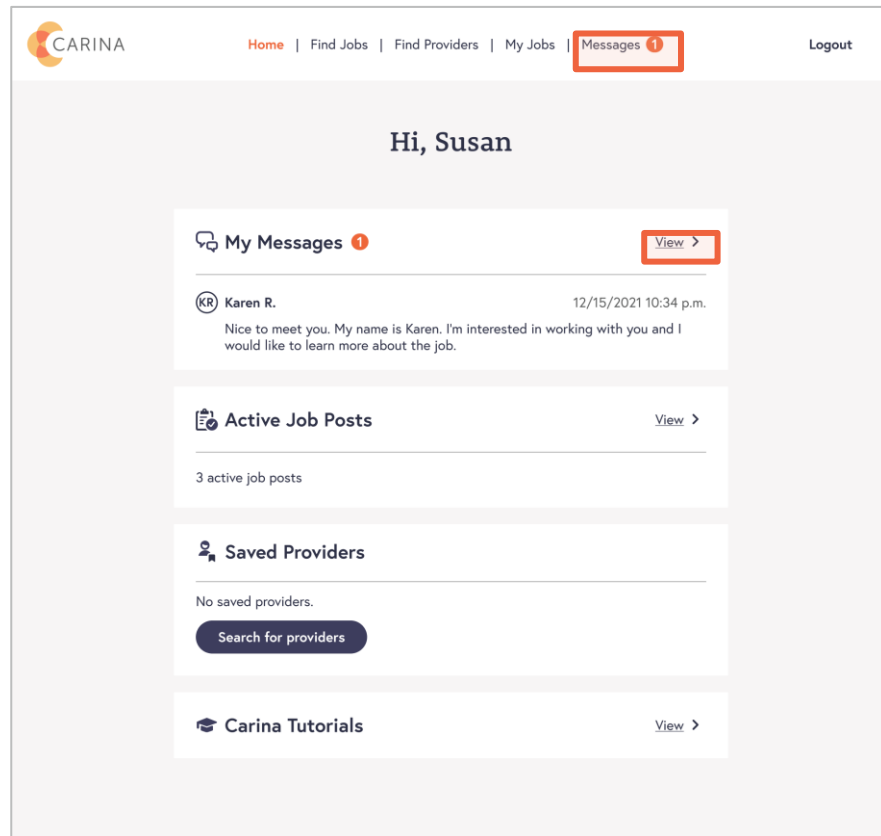 CARINA
Home | Find Jobs | Find Providers | My Jobs | Messages 1
Logout
Hi, Susan
My Messages 1
View >
KR Karen R.
12/15/2021 10:34 p.m.
Nice to meet you. My name is Karen. I'm interested in working with you and I
would like to learn more about the job.
Active Job Posts
View >
3 active job posts
Saved Providers
No saved providers.
Search for providers
Carina Tutorials
View >